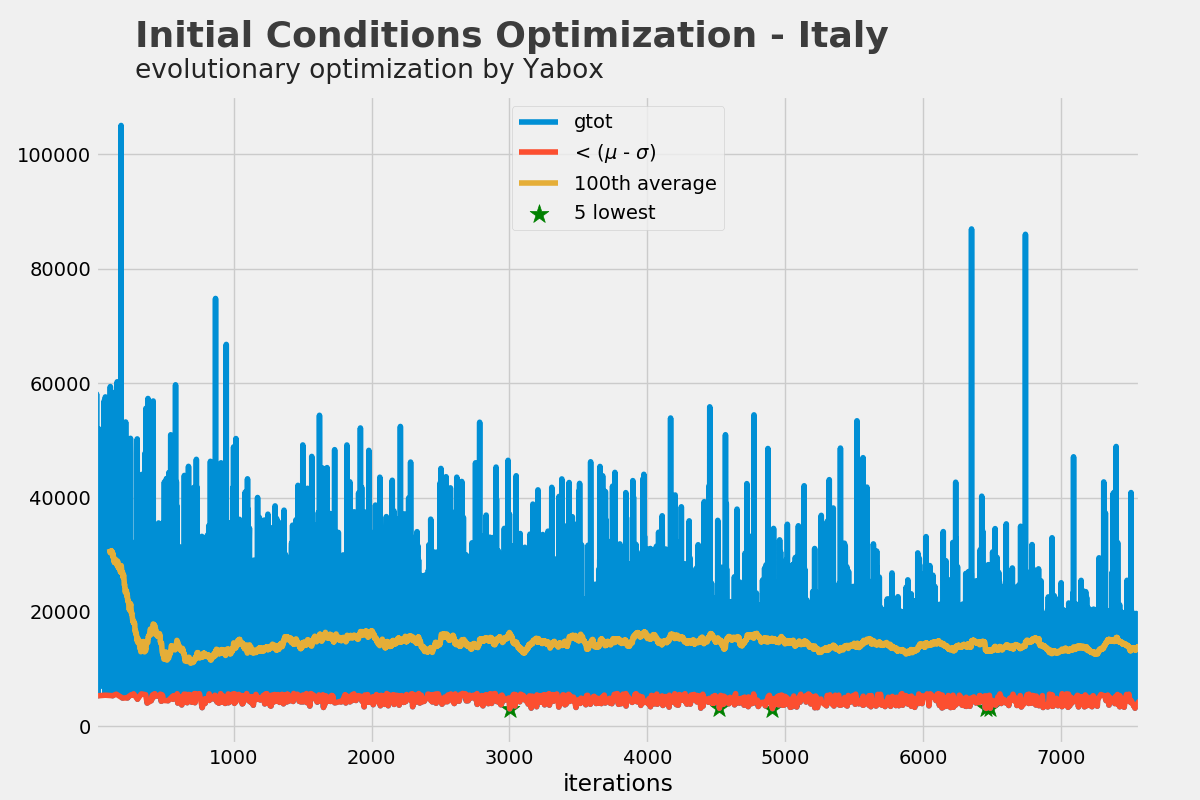 Initial Conditions Optimization - Italy
evolutionary optimization by Yabox
gtot
< (μ - σ)
100th average
5 lowest
100000
80000
60000
40000
20000
0
1000 2000 3000 4000 5000 6000 7000
iterations